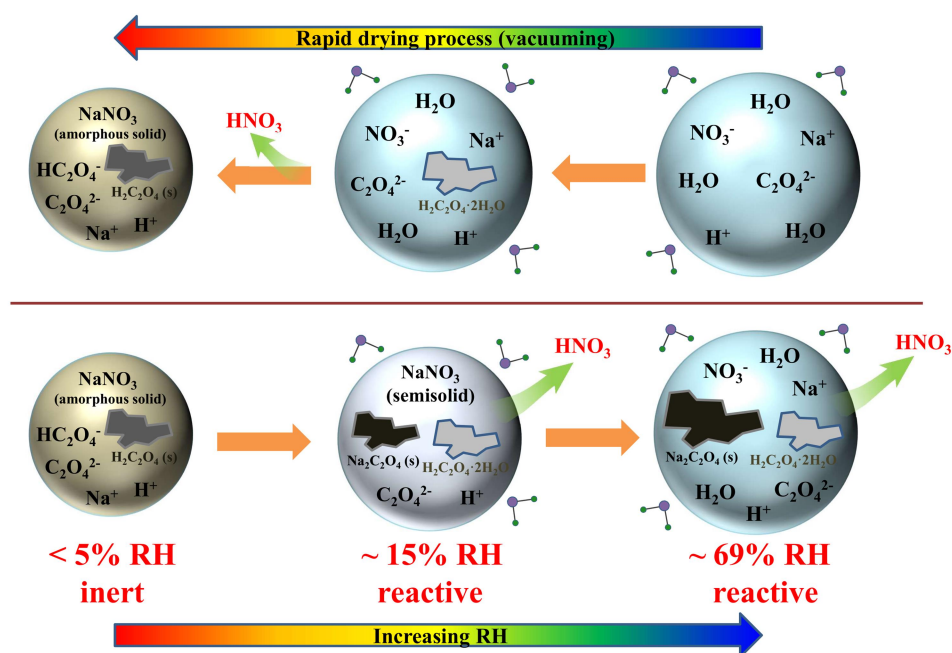 Rapid drying process (vacuuming)
NaNO₃
(amorphous solid)
HC₂O₄⁻
H₂C₂O₄ (s)
C₂O₄²⁻
Na⁺
H⁺
HNO₃
H₂O
NO₃⁻
Na⁺
C₂O₄²⁻
H₂C₂O₄·2H₂O
H₂O
H⁺
H₂O
NO₃⁻
Na⁺
H₂O
C₂O₄²⁻
H⁺
H₂O
NaNO₃
(amorphous solid)
HC₂O₄⁻
H₂C₂O₄ (s)
C₂O₄²⁻
Na⁺
H⁺
NaNO₃
(semisolid)
HNO₃
Na₂C₂O₄ (s)
H₂C₂O₄·2H₂O
C₂O₄²⁻
H⁺
H₂O
NO₃⁻
Na⁺
HNO₃
Na₂C₂O₄ (s)
H₂C₂O₄·2H₂O
H₂O
C₂O₄²⁻
H⁺
< 5% RH
inert
~ 15% RH
reactive
~ 69% RH
reactive
Increasing RH